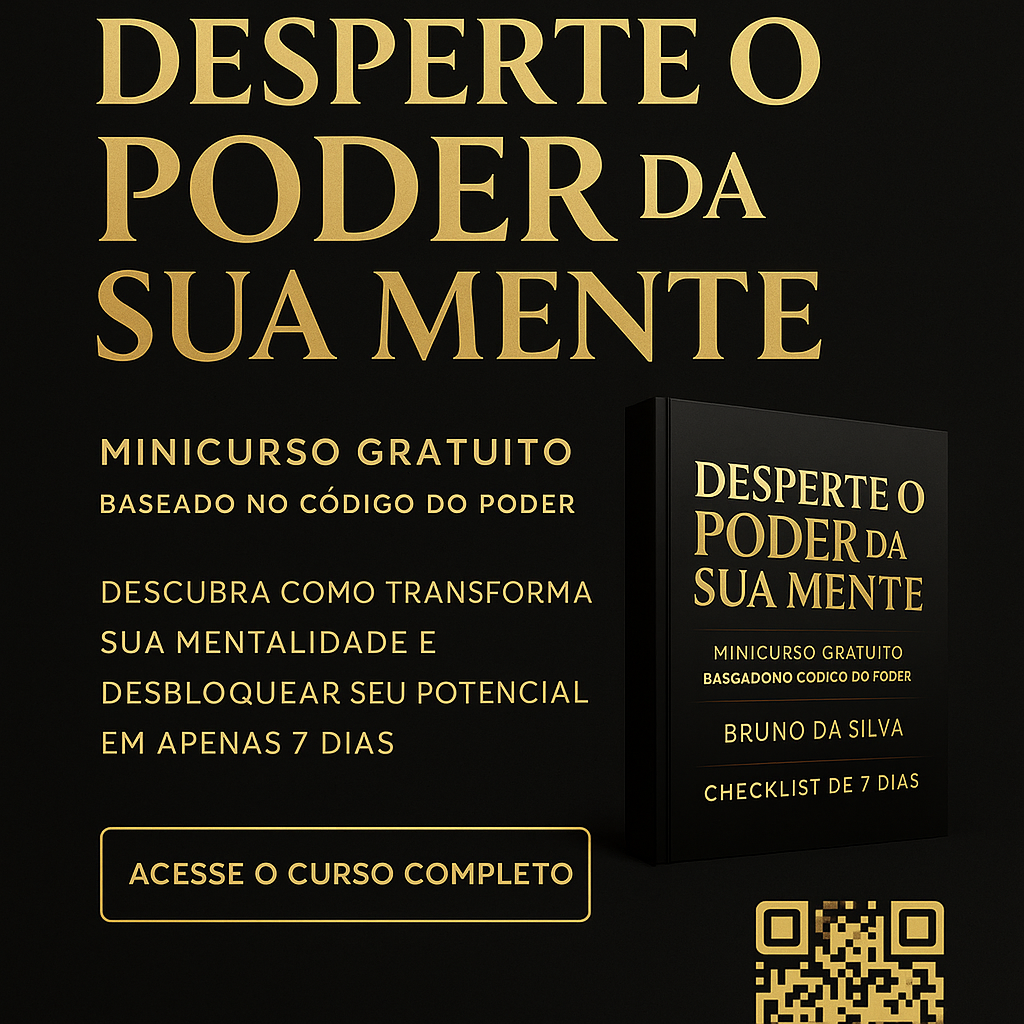 DESPERTE O
PODER DA
SUA MENTE
MINICURSO GRATUITO
BASEADO NO CÓDIGO DO PODER
DESCUBRA COMO TRANSFORMA
SUA MENTALIDADE E
DESBLOQUEAR SEU POTENCIAL
EM APENAS 7 DIAS
ACESSE O CURSO COMPLETO
DESPERTE O
PODER DA
SUA MENTE
MINICURSO GRATUITO
BASGADONO CODICO DO FODER
BRUNO DA SILVA
CHECKLIST DE 7 DIAS